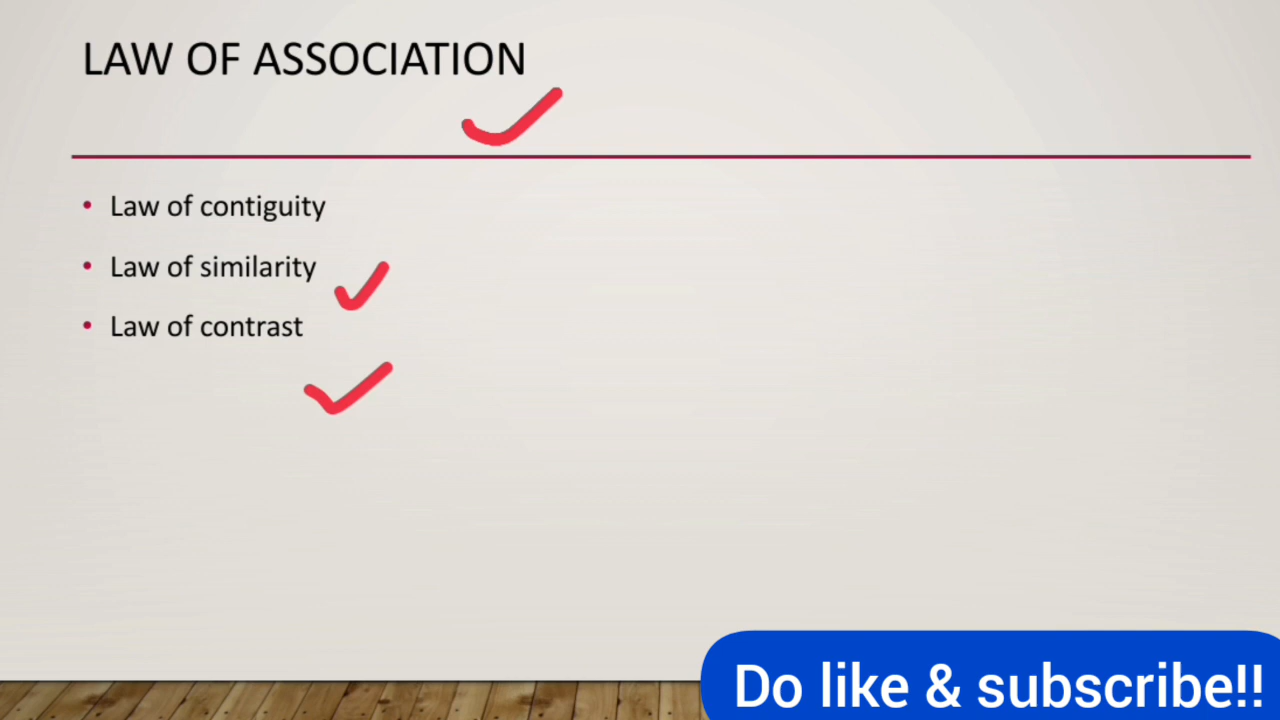 LAW OF ASSOCIATION
• Law of contiguity
• Law of similarity
• Law of contrast
Do like & subscribe!!